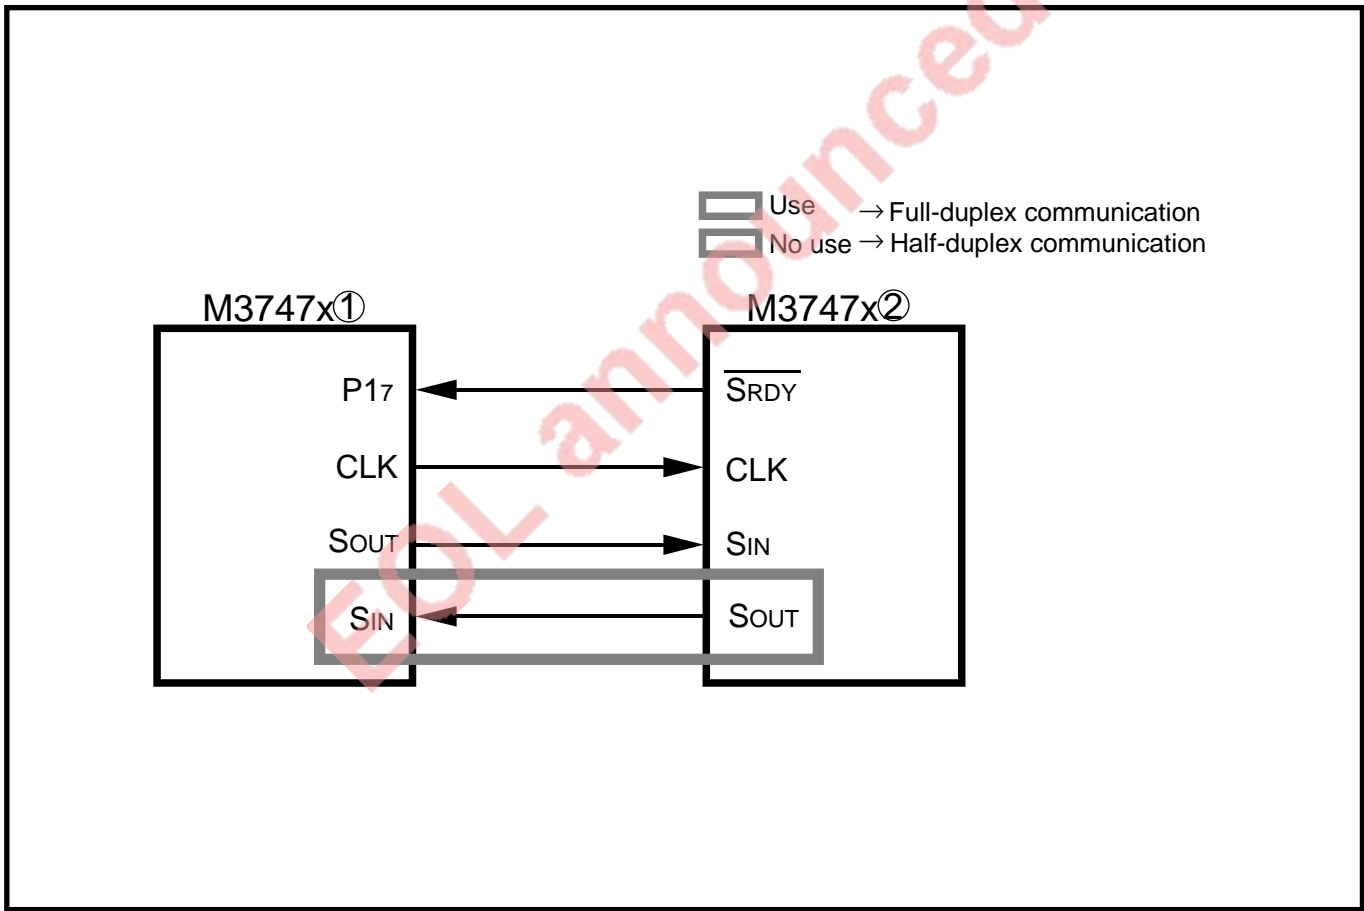 EOL announced
Use → Full-duplex communication
No use → Half-duplex communication
M3747x① M3747x②
P17 SRDY
CLK CLK
SOUT SIN
SIN SOUT